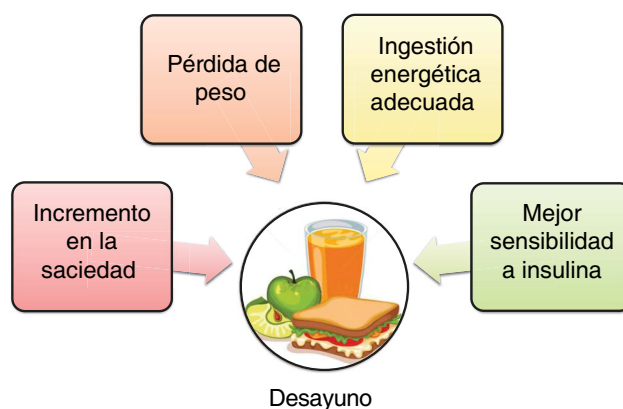 Pérdida de
peso
Ingestión
energética
adecuada
Incremento
en la
saciedad
Mejor
sensibilidad
a insulina
Desayuno